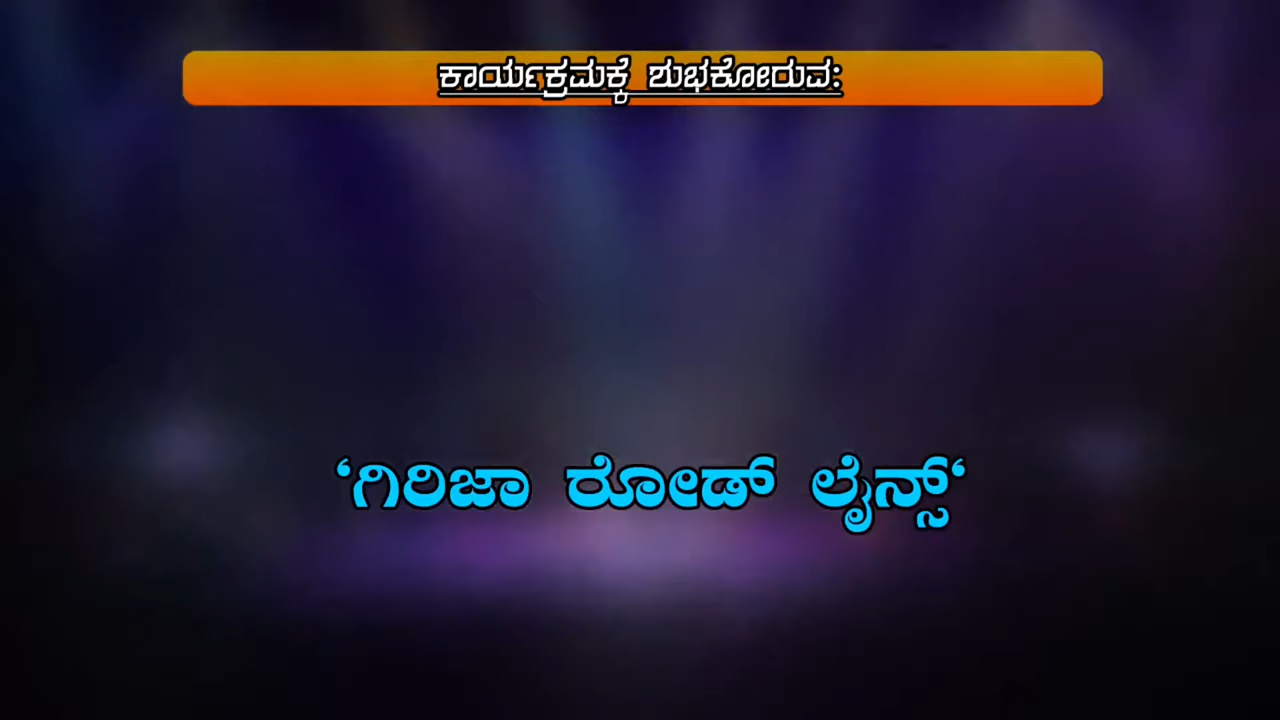 ಕಾರ್ಯಕ್ರಮಕ್ಕೆ ಶುಭಕೋರುವ:
‘ಗಿರಿಜಾ ರೋಡ್ ಲೈನ್ಸ್‘